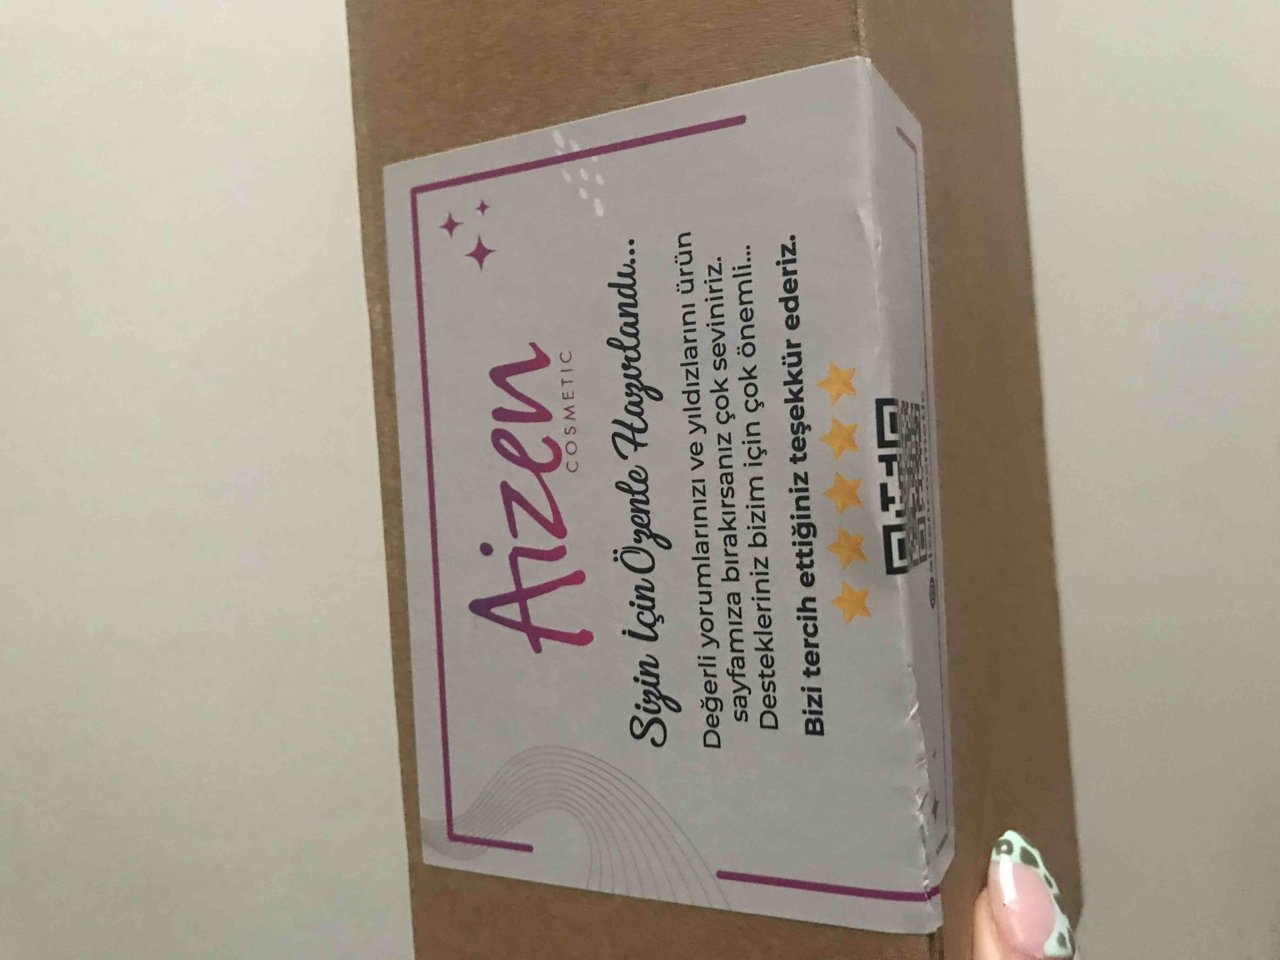 Aizen
COSMETIC
Sizin İçin Özenle Hazırlandı...
Değerli yorumlarınızı ve yıldızlarını ürün
sayfamıza bırakırsanız çok seviniriz.
Destekleriniz bizim için çok önemli...
Bizi tercih ettiğiniz teşekkür ederiz.